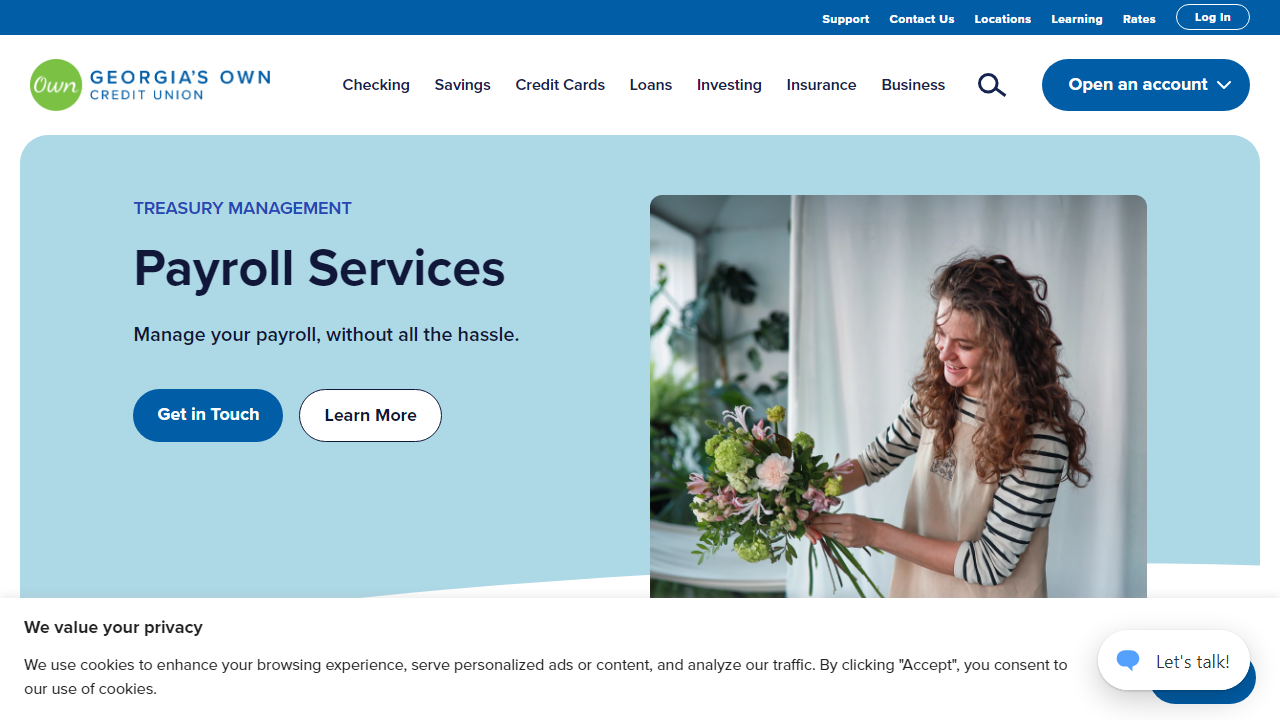 Support Contact Us Locations Learning Rates Log In
Own GEORGIA'S OWN
CREDIT UNION
Checking Savings Credit Cards Loans Investing Insurance Business Open an account
TREASURY MANAGEMENT
Payroll Services
Manage your payroll, without all the hassle.
Get in Touch Learn More
We value your privacy
We use cookies to enhance your browsing experience, serve personalized ads or content, and analyze our traffic. By clicking "Accept", you consent to
our use of cookies.
Let's talk!